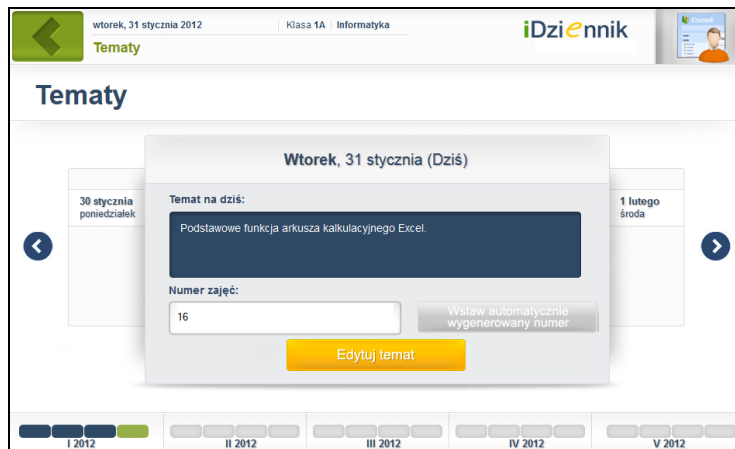 wtorek, 31 stycznia 2012 | Klasa 1A | Informatyka
iDziennik
Tematy
Tematy
Wtorek, 31 stycznia (Dziś)
30 stycznia
poniedziałek
Temat na dziś:
Podstawowe funkcja arkusza kalkulacyjnego Excel.
1 lutego
środa
Numer zajęć:
16
Wstaw automatycznie
wygenerowany numer
Edytuj temat
I 2012 II 2012 III 2012 IV 2012 V 2012